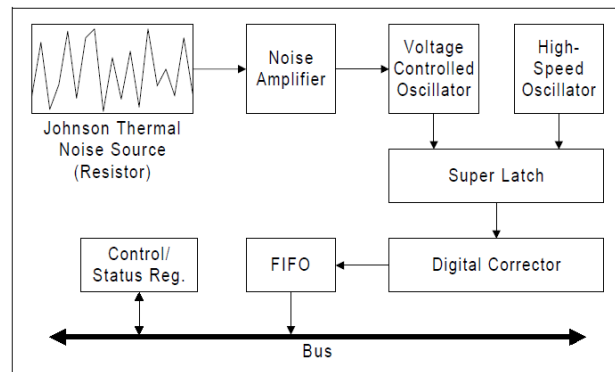 Noise
Amplifier
Voltage
Controlled
Oscillator
High-
Speed
Oscillator
Johnson Thermal
Noise Source
(Resistor)
Super Latch
Control/
Status Reg.
FIFO
Digital Corrector
Bus